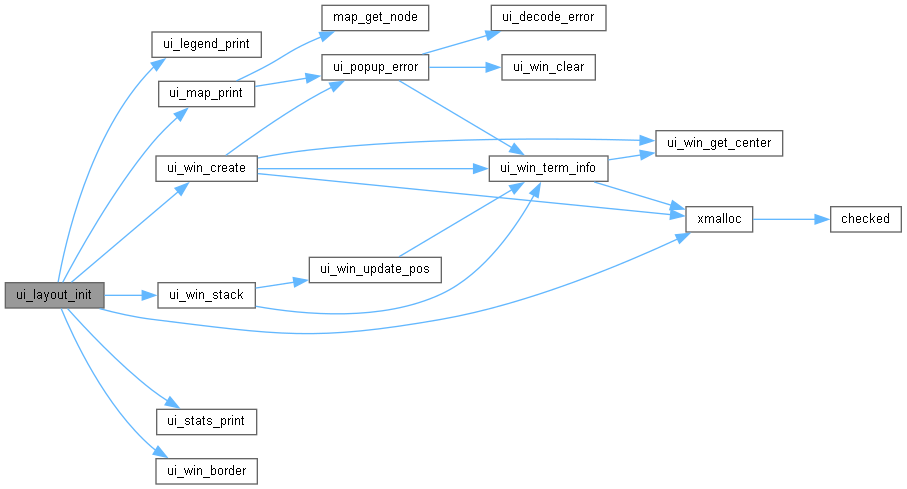 map_get_node
ui_decode_error
ui_legend_print
ui_popup_error
ui_win_clear
ui_map_print
ui_win_get_center
ui_win_create
ui_win_term_info
xmalloc
checked
ui_win_update_pos
ui_layout_init
ui_win_stack
ui_stats_print
ui_win_border